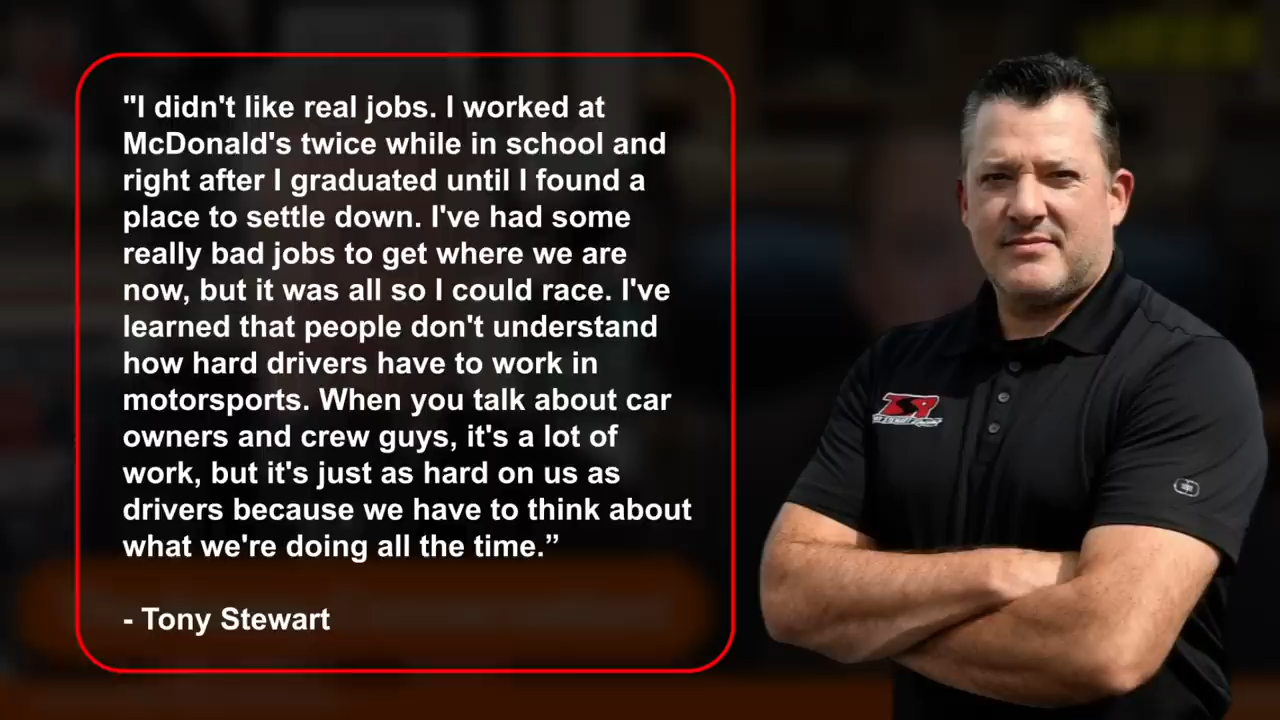 "I didn't like real jobs. I worked at
McDonald's twice while in school and
right after I graduated until I found a
place to settle down. I've had some
really bad jobs to get where we are
now, but it was all so I could race. I've
learned that people don't understand
how hard drivers have to work in
motorsports. When you talk about car
owners and crew guys, it's a lot of
work, but it's just as hard on us as
drivers because we have to think about
what we're doing all the time.”
- Tony Stewart
TSR